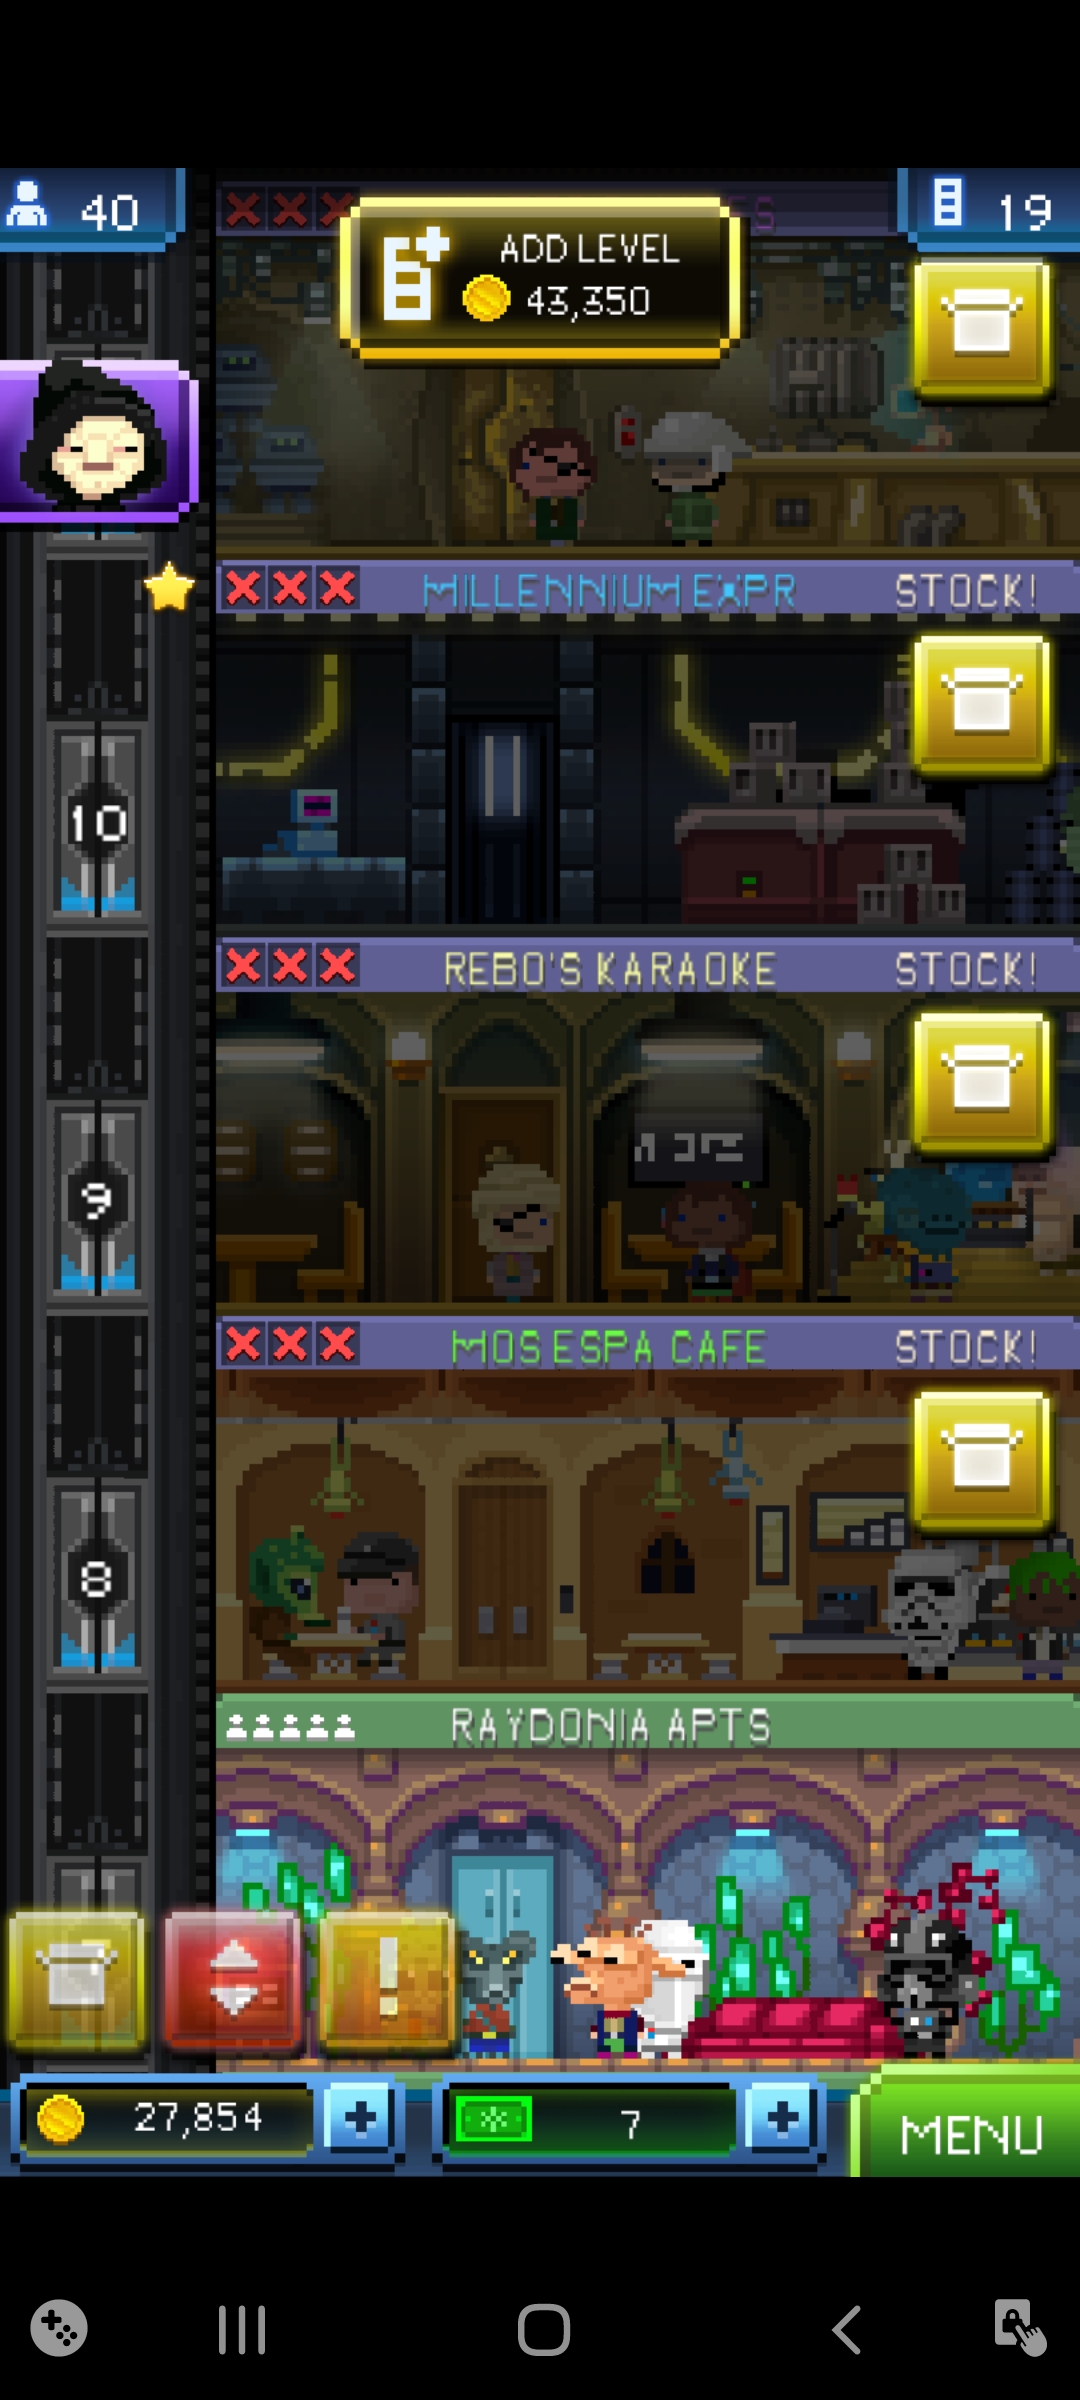 40
19
ADD LEVEL
43,350
MILLENNIUM EXPR STOCK!
10
REBO'S KARAOKE STOCK!
9
MOS ESPA CAFE STOCK!
8
RAYDONIA APTS
!
27,854
7
MENU